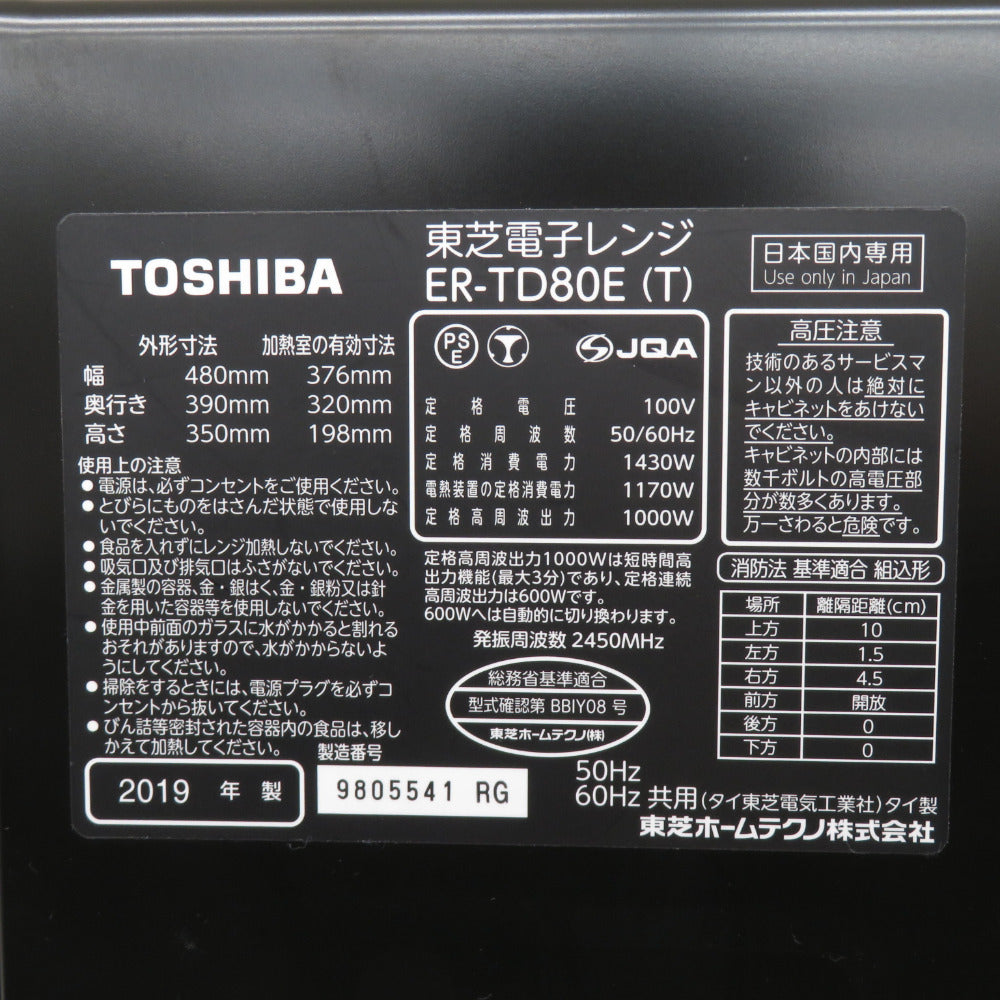 TOSHIBA
東芝電子レンジ
ER-TD80E (T)
日本国内専用
Use only in Japan
外形寸法 加熱室の有効寸法
幅 480mm 376mm
奥行き 390mm 320mm
高さ 350mm 198mm
使用上の注意
●電源は、必ずコンセントをご使用ください。
●とびらにものをはさんだ状態で使用しな
いでください。
●食品を入れずにレンジ加熱しないでください。
●吸気口及び排気口はふさがないでください。
●金属製の容器、金・銀はく、金・銀粉又は針
金を用いた容器等を使用しないでください。
●使用中前面のガラスに水がかかると割れる
おそれがありますので、水がかからないよ
うにしてください。
●掃除をするときには、電源プラグを必ずコ
ンセントから抜いてください。
●びん詰等密封された容器内の食品は、移し
かえて加熱してください。
2019 年 製
製造番号
9805541 RG
PS
E
JQA
定格電圧 100V
定格周波数 50/60Hz
定格消費電力 1430W
電熱装置の定格消費電力 1170W
定格高周波出力 1000W
定格高周波出力1000Wは短時間高
出力機能(最大3分)であり、定格連続
高周波出力は600Wです。
600Wへは自動的に切り換わります。
発振周波数 2450MHz
総務省基準適合
型式確認第 BBIY08 号
東芝ホームテクノ(株)
高圧注意
技術のあるサービスマ
ン以外の人は絶対に
キャビネットをあけない
でください。
キャビネットの内部には
数千ボルトの高電圧部
分が数多くあります。
万一さわると危険です。
消防法 基準適合 組込形
場所 離隔距離(cm)
上方 10
左方 1.5
右方 4.5
前方 開放
後方 0
下方 0
50Hz
60Hz 共用 (タイ東芝電気工業社) タイ製
東芝ホームテクノ株式会社